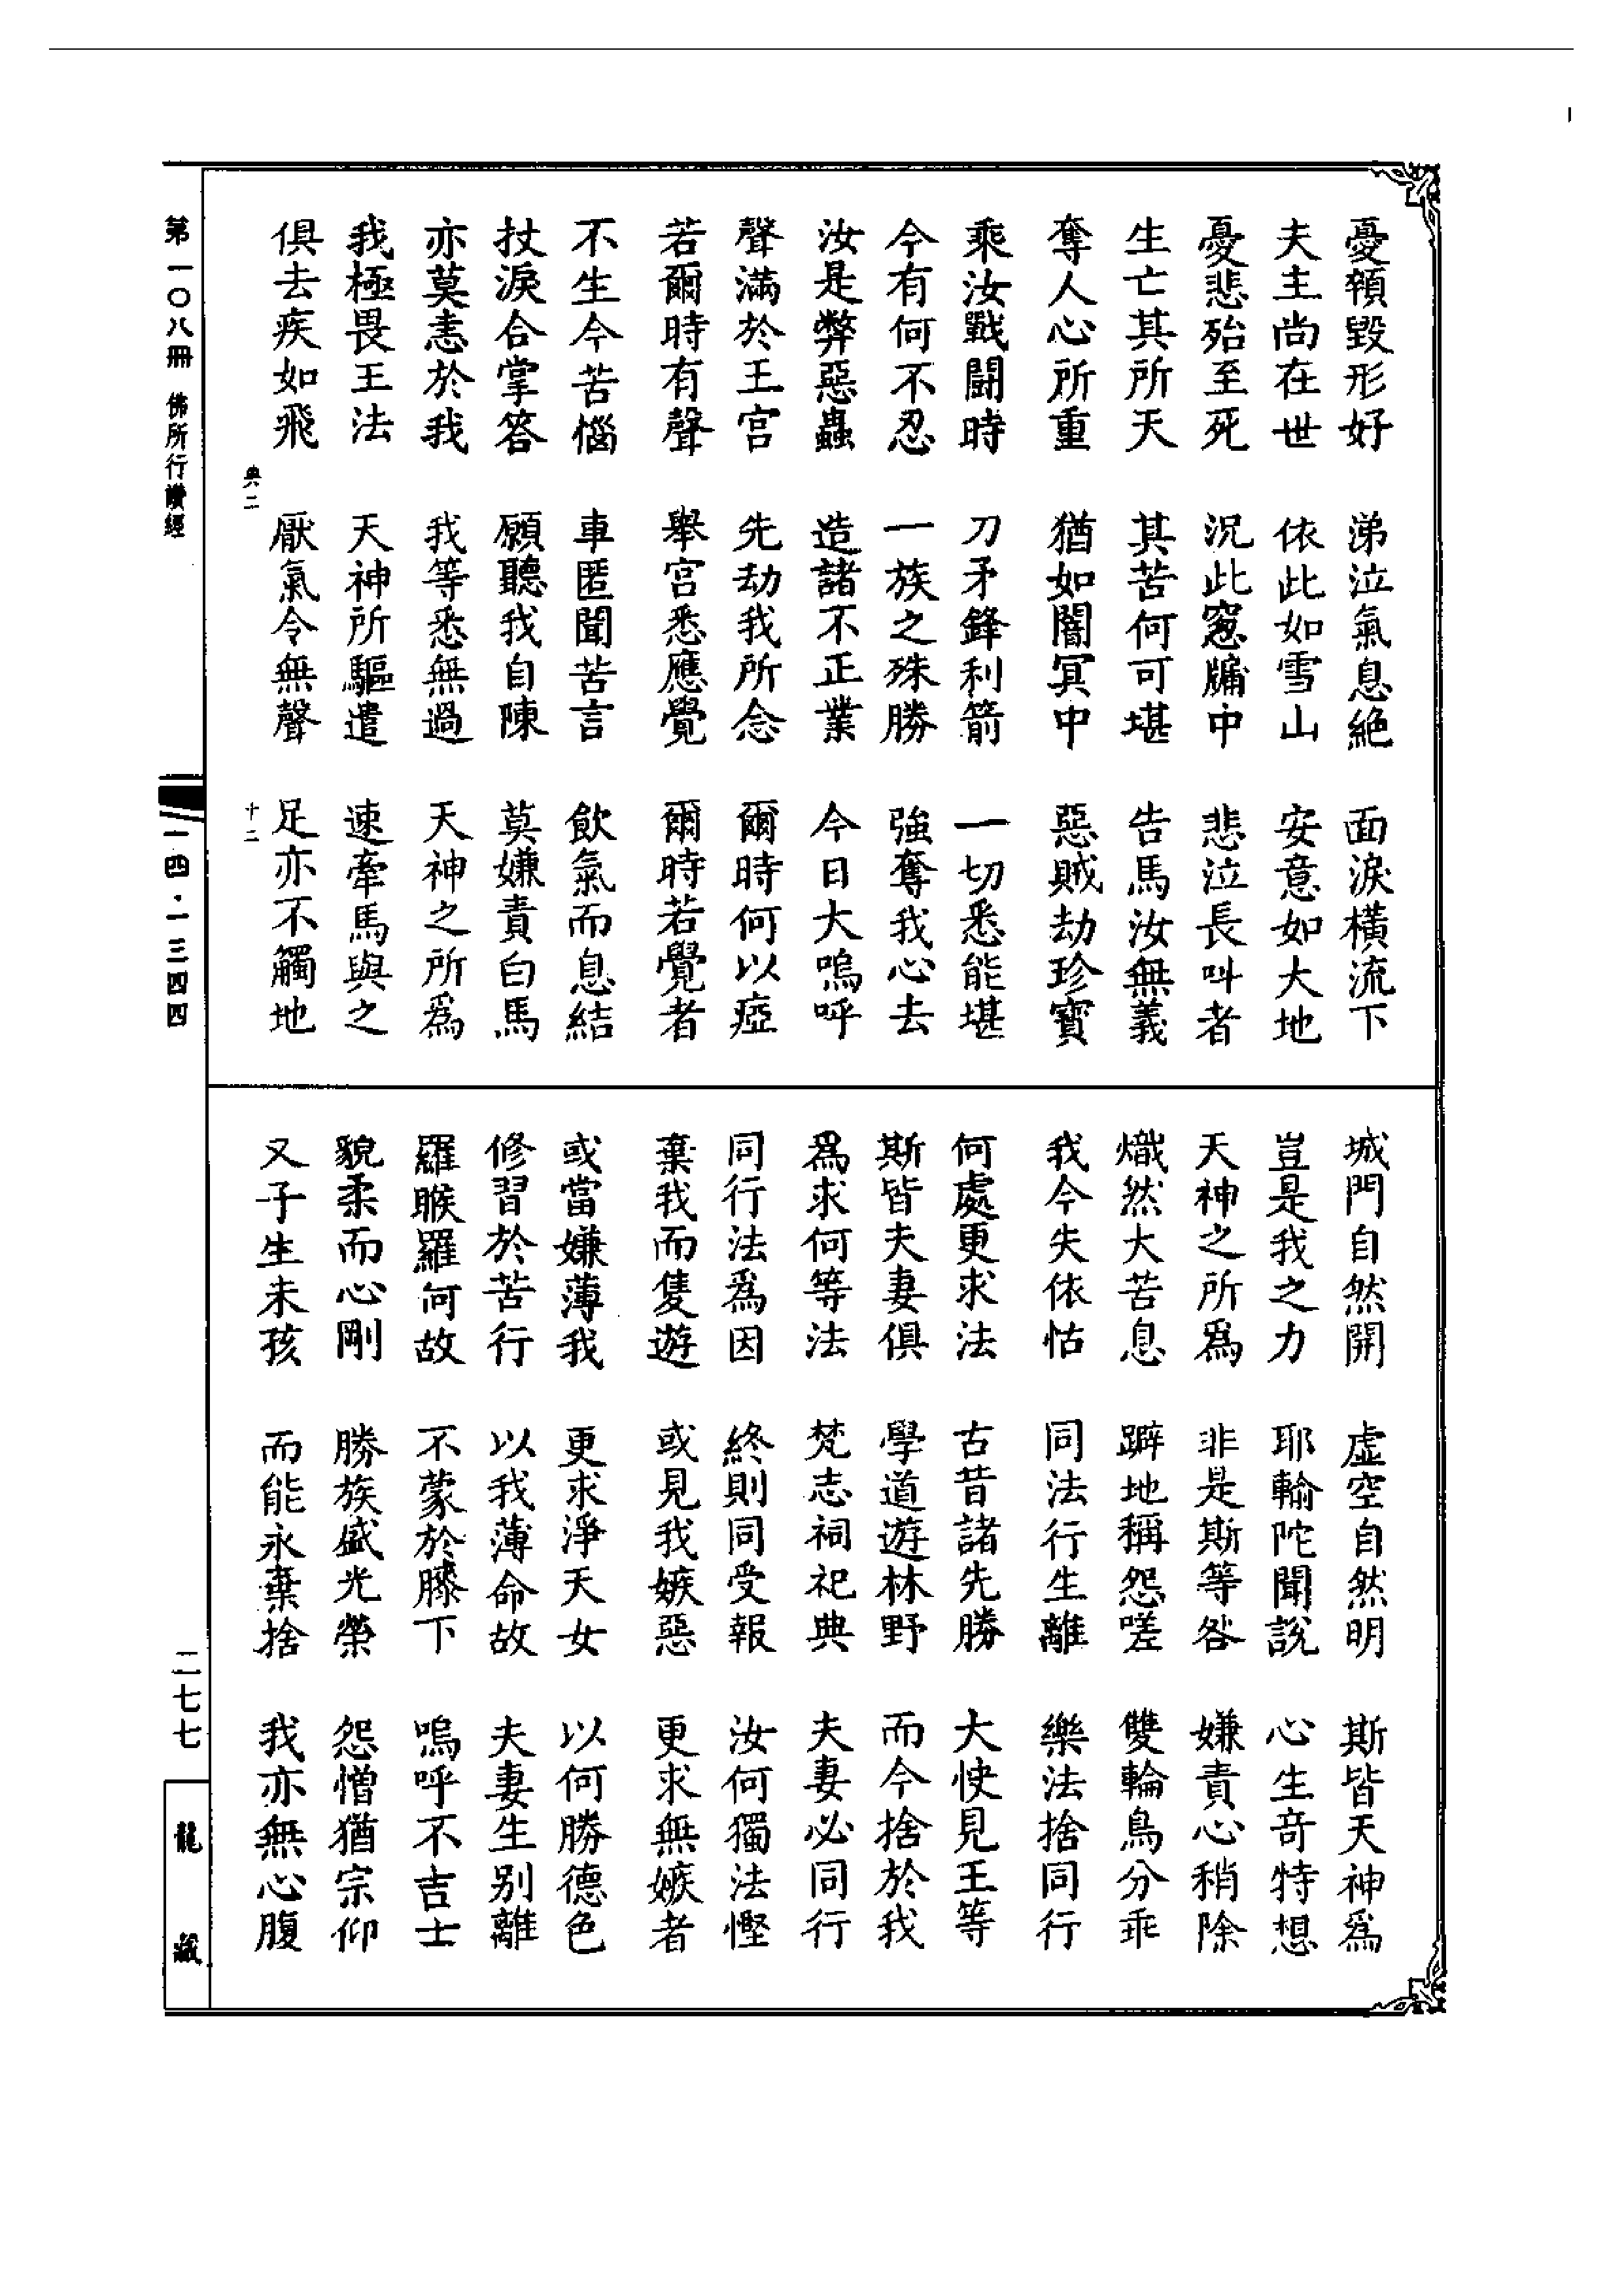 憂顇毀形好　涕泣氣息絕　面淚橫流下
夫主尚在世　依此如雪山　安意如大地
憂悲殆至死　況此窻牖中　悲泣長叫者
生亡其所天　其苦何可堪　告馬汝無義
奪人心所重　猶如闇冥中　惡賊劫珍寳
乘汝戰鬪時　刀矛鋒利箭　一切悉能堪
今有何不忍　一族之殊勝　強奪我心去
汝是弊惡蟲　造諸不正業　今日大嗚呼
聲滿於王宮　先劫我所念　爾時何以瘂
若爾時有聲　舉宮悉應覺　爾時若覺者
不生今苦惱　車匿聞苦言　飲氣而息結
抆淚合掌答　願聽我自陳　莫嫌責白馬
亦莫恚於我　我等悉無過　天神之所爲
我極畏王法　天神所驅遣　速牽馬與之
俱去疾如飛　厭氣令無聲　足亦不觸地
典二　十二
城門自然開　虛空自然明　斯皆天神爲
豈是我之力　耶輸陀聞說　心生竒特想
天神之所爲　非是斯等咎　嫌責心稍除
熾然大苦息　躃地稱怨嗟　雙輪鳥分乖
我今失依怙　同法行生離　樂法捨同行
何處更求法　古昔諸先勝　大快見王等
斯皆夫妻俱　學道遊林野　而今捨於我
爲求何等法　梵志祠祀典　夫妻必同行
同行法爲因　終則同受報　汝何獨法慳
棄我而隻遊　或見我嫉惡　更求無嫉者
或當嫌薄我　更求淨天女　以何勝德色
修習於苦行　以我薄命故　夫妻生別離
羅睺羅何故　不蒙於膝下　嗚呼不吉士
貌柔而心剛　勝族盛光榮　怨憎猶宗仰
又子生未孩　而能永棄捨　我亦無心腹
第一〇八冊　佛所行讚經
一四·一三四四
二七七
龍藏